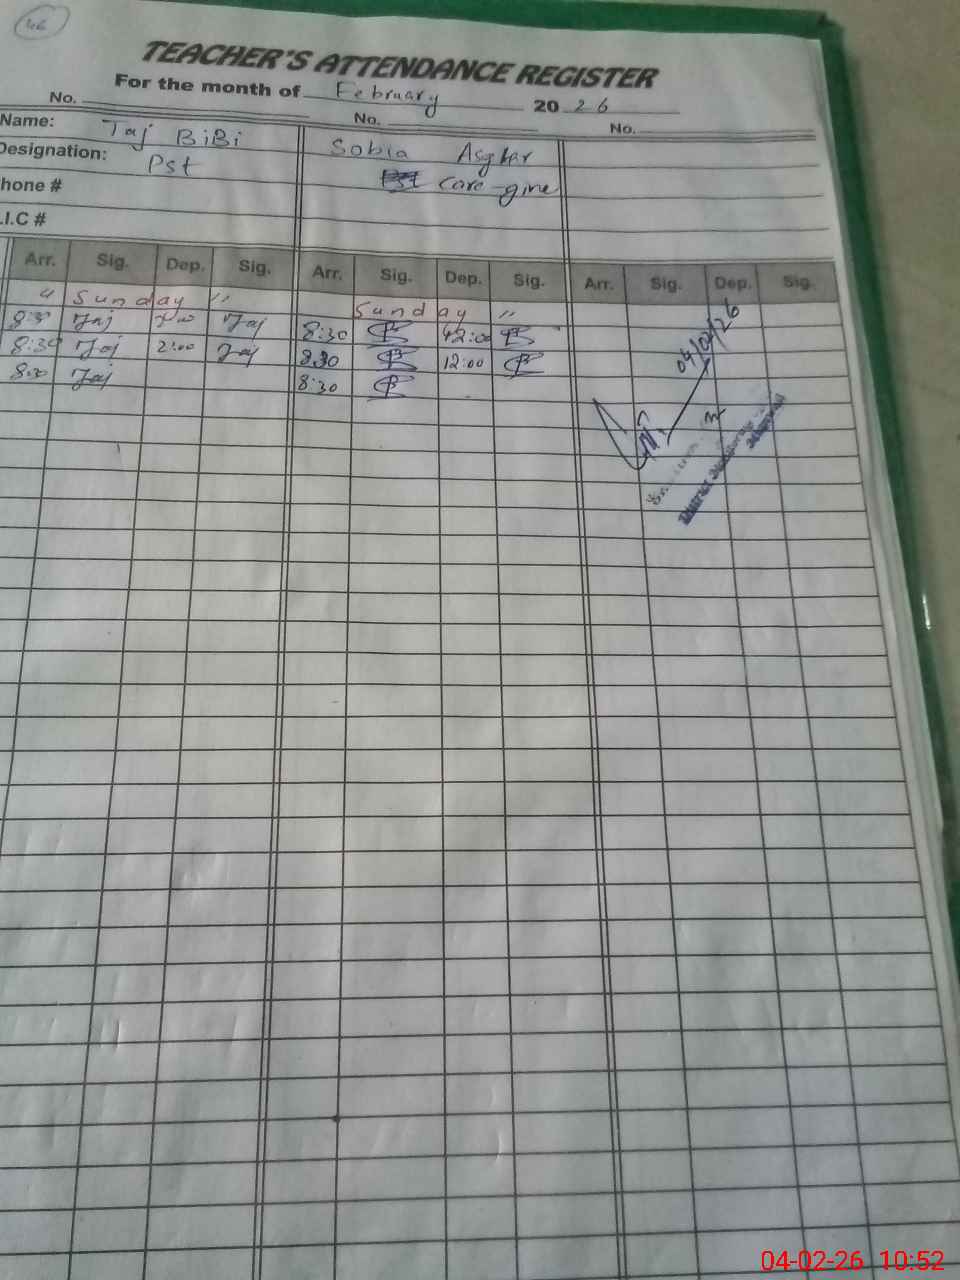 46
TEACHER'S ATTENDANCE REGISTER
For the month of February 2026
No. No. No.
Name: Taj BiBi Sobia Asghar
Designation: Pst Care-give
hone #
.I.C #
Arr. Sig. Dep. Sig. Arr. Sig. Dep. Sig. Arr. Sig. Dep. Sig.
" Sunday " Sunday "
8:30 Taj Taj 8:30 12:00
8:30 Taj 2:00 Taj 8:30 12:00
8:30 Taj 8:30
04/02/26
District
04-02-26 10:52